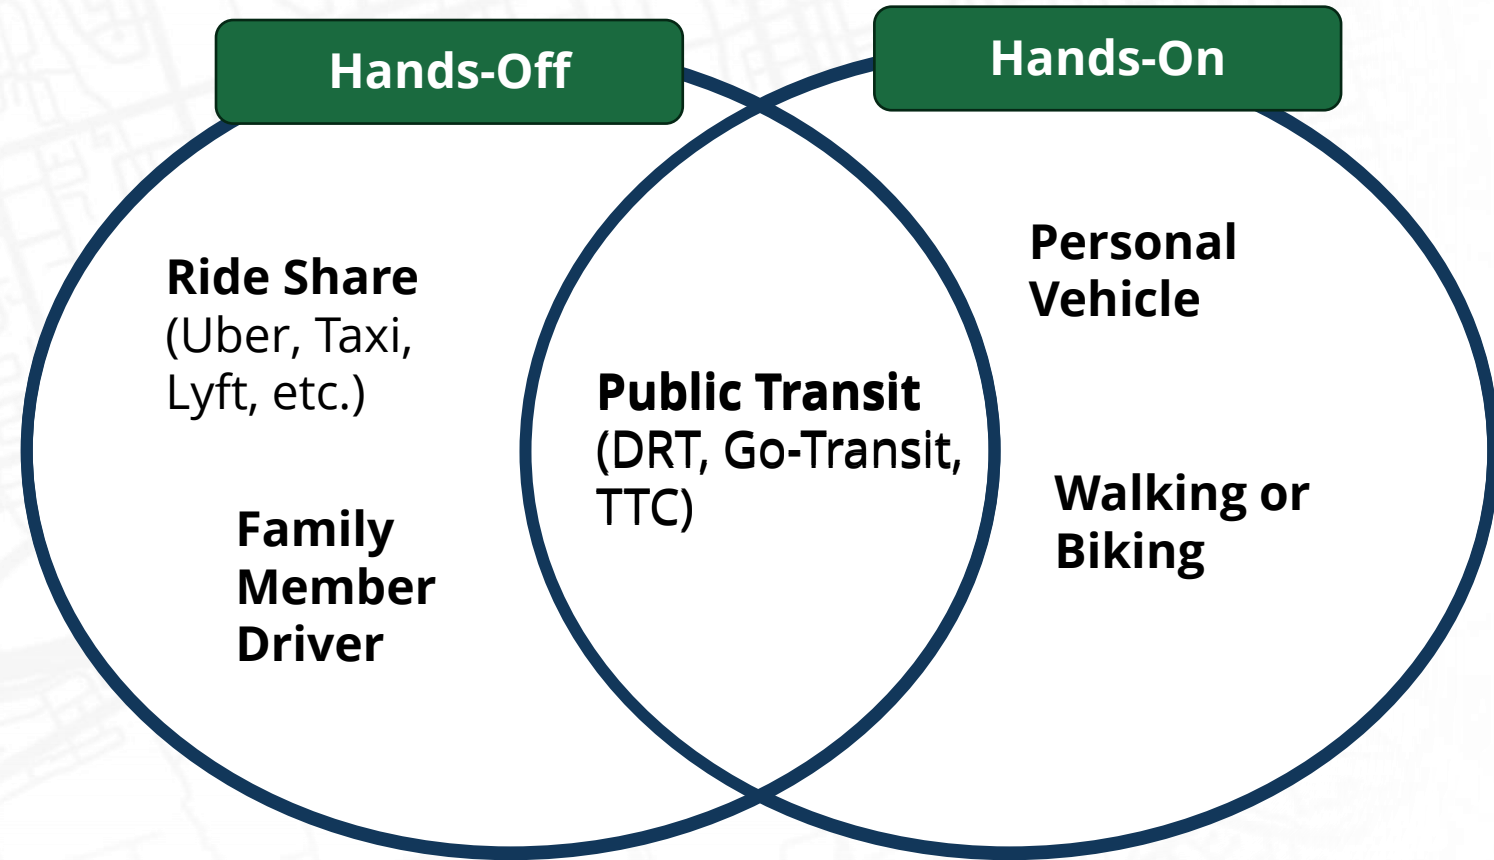 Hands-Off
Hands-On
Ride Share
(Uber, Taxi,
Lyft, etc.)
Family
Member
Driver
Public Transit
(DRT, Go-Transit,
TTC)
Personal
Vehicle
Walking or
Biking